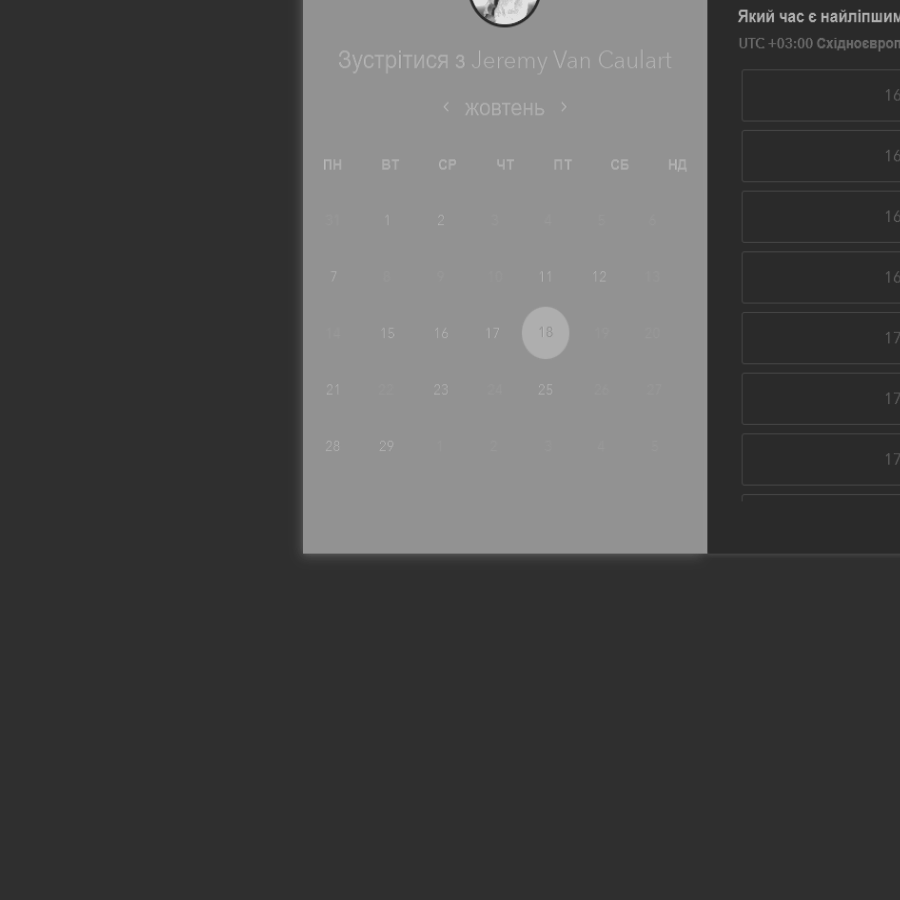 Зустрітися з Jeremy Van Caulart
жовтень
ПН ВТ СР ЧТ ПТ СБ НД
31 1 2 3 4 5 6
7 8 9 10 11 12 13
14 15 16 17 18 19 20
21 22 23 24 25 26 27
28 29 1 2 3 4 5
Який час є найліпшим
UTC +03:00 Східноєвроп
16
16
16
16
17
17
17